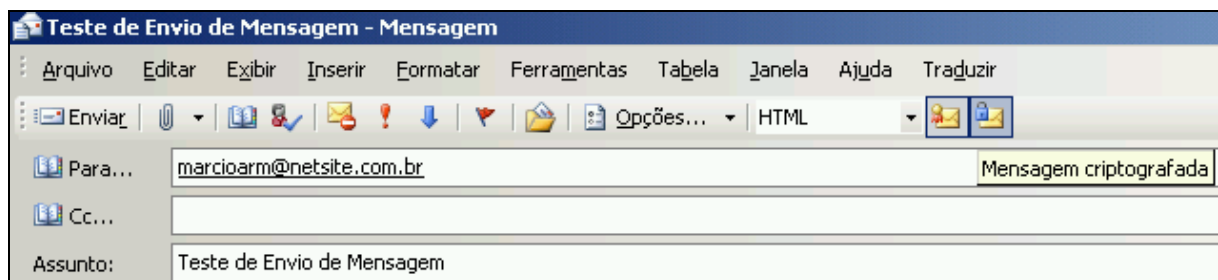 Teste de Envio de Mensagem - Mensagem
Arquivo Editar Exibir Inserir Formatar Ferramentas Tabela Janela Ajuda Traduzir
Enviar Opções... HTML
Para... marcioarm@netsite.com.br Mensagem criptografada
Cc...
Assunto: Teste de Envio de Mensagem